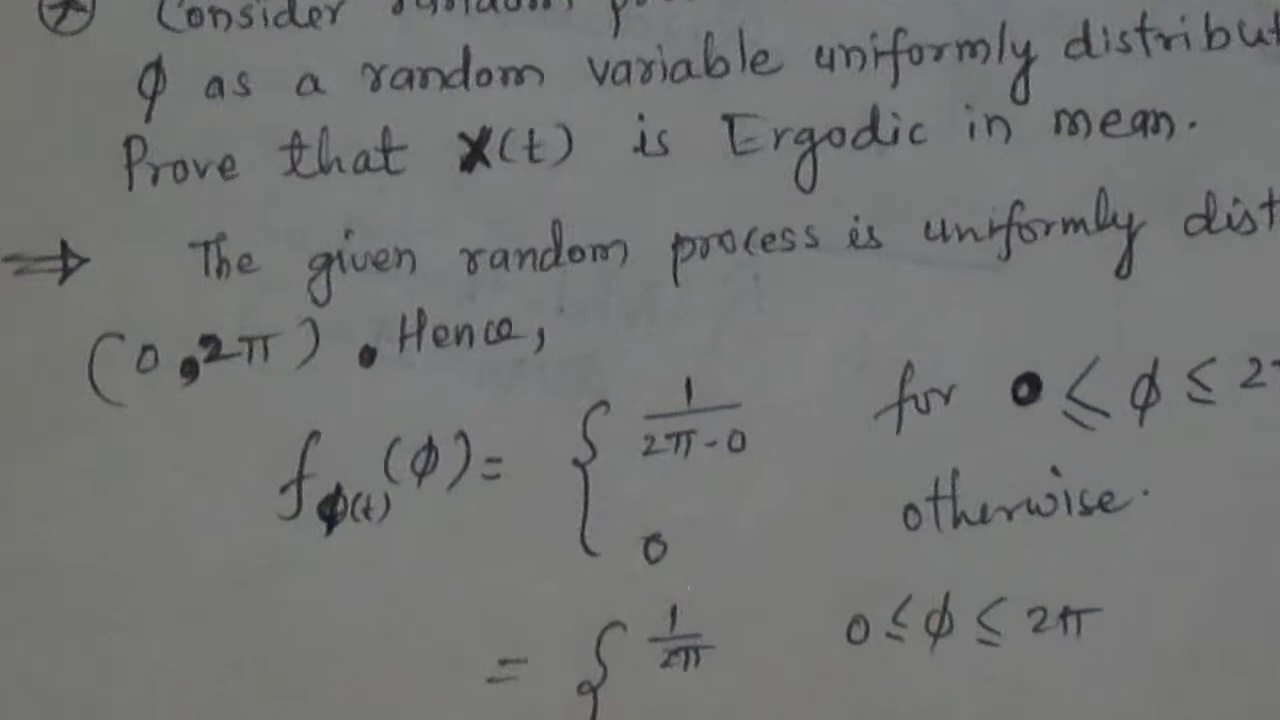 Consider random
ϕ as a random variable uniformly distribut
Prove that X(t) is Ergodic in mean.
⇒ The given random process is uniformly dist
(0,2π). Hence,
f_ϕ(t)(ϕ) = { 1/(2π-0) for 0 ≤ ϕ ≤ 2
0 otherwise.
= { 1/2π 0 ≤ ϕ ≤ 2π